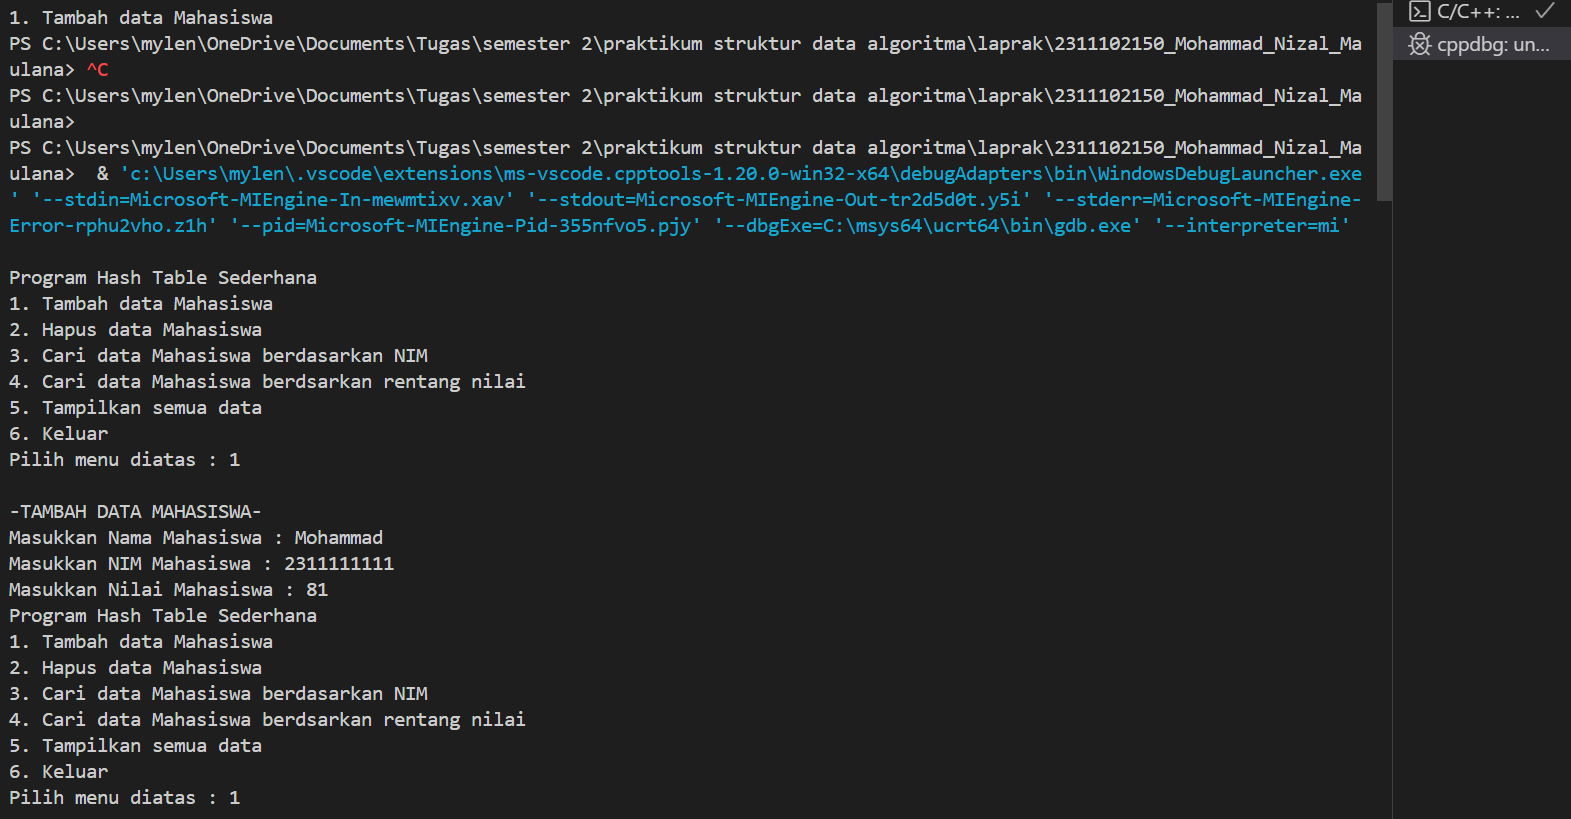 1. Tambah data Mahasiswa
PS C:\Users\mylen\OneDrive\Documents\Tugas\semester 2\praktikum struktur data algoritma\laprak\2311102150_Mohammad_Nizal_Ma
ulana> ^C
PS C:\Users\mylen\OneDrive\Documents\Tugas\semester 2\praktikum struktur data algoritma\laprak\2311102150_Mohammad_Nizal_Ma
ulana>
PS C:\Users\mylen\OneDrive\Documents\Tugas\semester 2\praktikum struktur data algoritma\laprak\2311102150_Mohammad_Nizal_Ma
ulana>  & 'c:\Users\mylen\.vscode\extensions\ms-vscode.cpptools-1.20.0-win32-x64\debugAdapters\bin\WindowsDebugLauncher.exe
' '--stdin=Microsoft-MIEngine-In-mewmtixv.xav' '--stdout=Microsoft-MIEngine-Out-tr2d5d0t.y5i' '--stderr=Microsoft-MIEngine-
Error-rphu2vho.z1h' '--pid=Microsoft-MIEngine-Pid-355nfvo5.pjy' '--dbgExe=C:\msys64\ucrt64\bin\gdb.exe' '--interpreter=mi'
Program Hash Table Sederhana
1. Tambah data Mahasiswa
2. Hapus data Mahasiswa
3. Cari data Mahasiswa berdasarkan NIM
4. Cari data Mahasiswa berdsarkan rentang nilai
5. Tampilkan semua data
6. Keluar
Pilih menu diatas : 1
-TAMBAH DATA MAHASISWA-
Masukkan Nama Mahasiswa : Mohammad
Masukkan NIM Mahasiswa : 2311111111
Masukkan Nilai Mahasiswa : 81
Program Hash Table Sederhana
1. Tambah data Mahasiswa
2. Hapus data Mahasiswa
3. Cari data Mahasiswa berdasarkan NIM
4. Cari data Mahasiswa berdsarkan rentang nilai
5. Tampilkan semua data
6. Keluar
Pilih menu diatas : 1
C/C++: ...
cppdbg: un...